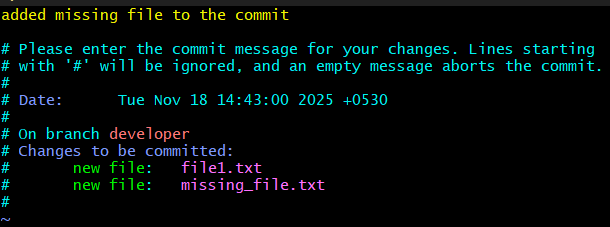 added missing file to the commit
# Please enter the commit message for your changes. Lines starting
# with '#' will be ignored, and an empty message aborts the commit.
#
# Date:      Tue Nov 18 14:43:00 2025 +0530
#
# On branch developer
# Changes to be committed:
#       new file:   file1.txt
#       new file:   missing_file.txt
#
~